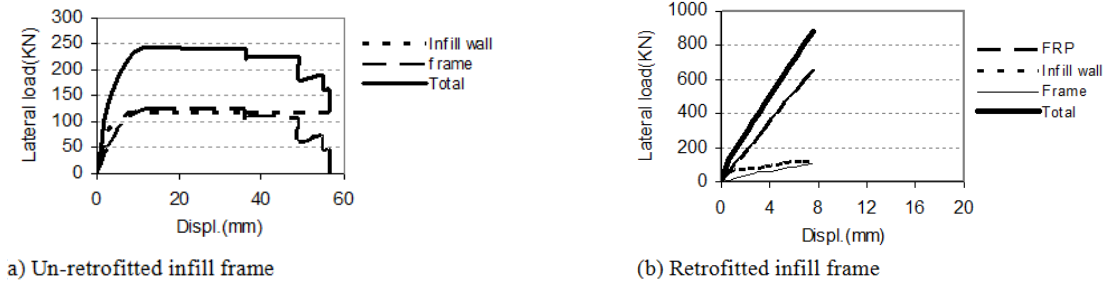 300
250
200
150
100
50
0
Lateral load(KN)
0 20 40 60
Displ.(mm)
Infill wall
frame
Total
a) Un-retrofitted infill frame
1000
800
600
400
200
0
Lateral load(KN)
0 4 8 12 16 20
Displ.(mm)
FRP
Infill wall
Frame
Total
(b) Retrofitted infill frame